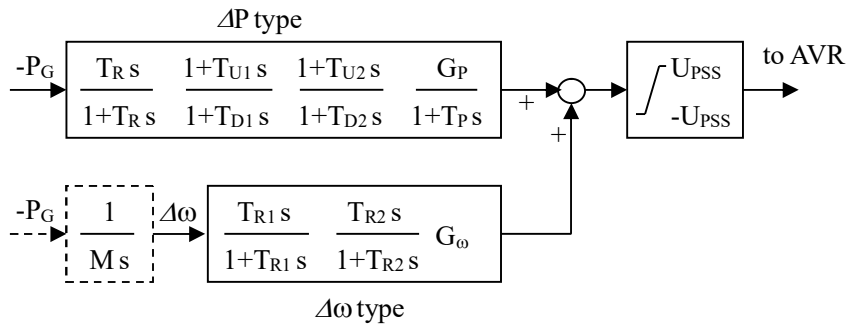 ΔP type
-P_G
T_R s 1+T_U1 s 1+T_U2 s G_P
1+T_R s 1+T_D1 s 1+T_D2 s 1+T_P s
+
+
U_PSS
-U_PSS
to AVR
-P_G
1
M s
Δω
T_R1 s T_R2 s G_ω
1+T_R1 s 1+T_R2 s
Δω type